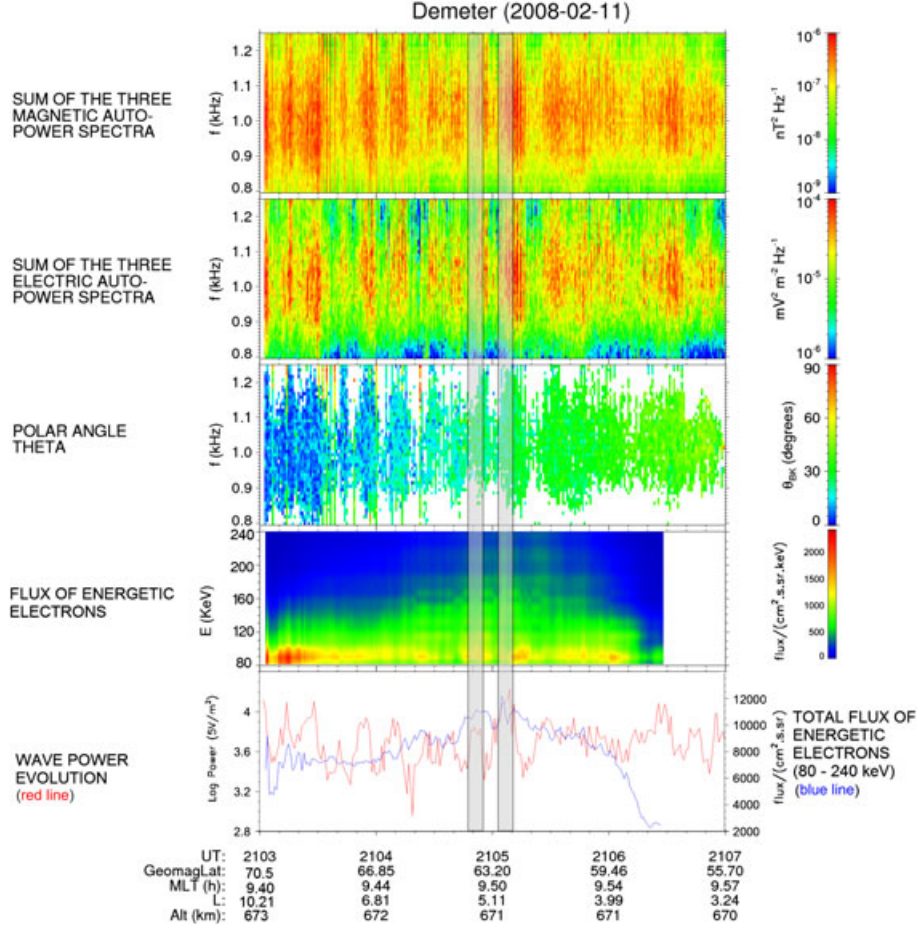 Demeter (2008-02-11)
SUM OF THE THREE
MAGNETIC AUTO-
POWER SPECTRA
f (kHz)
1.2
1.1
1.0
0.9
0.8
10⁻⁶
10⁻⁷
10⁻⁸
10⁻⁹
nT² Hz⁻¹
SUM OF THE THREE
ELECTRIC AUTO-
POWER SPECTRA
f (kHz)
1.2
1.1
1.0
0.9
0.8
10⁻⁴
10⁻⁵
10⁻⁶
mV² m⁻² Hz⁻¹
POLAR ANGLE
THETA
f (kHz)
1.2
1.1
1.0
0.9
0.8
90
60
30
0
θBK (degrees)
FLUX OF ENERGETIC
ELECTRONS
E (KeV)
240
200
160
120
80
2000
1500
1000
500
0
flux/(cm².s.sr.keV)
WAVE POWER
EVOLUTION
(red line)
Log Power (5V/m²)
4
3.6
3.2
2.8
12000
10000
8000
6000
4000
2000
flux/(cm².s.sr)
TOTAL FLUX OF
ENERGETIC
ELECTRONS
(80 - 240 keV)
(blue line)
UT: 2103 2104 2105 2106 2107
GeomagLat: 70.5 66.85 63.20 59.46 55.70
MLT (h): 9.40 9.44 9.50 9.54 9.57
L: 10.21 6.81 5.11 3.99 3.24
Alt (km): 673 672 671 671 670